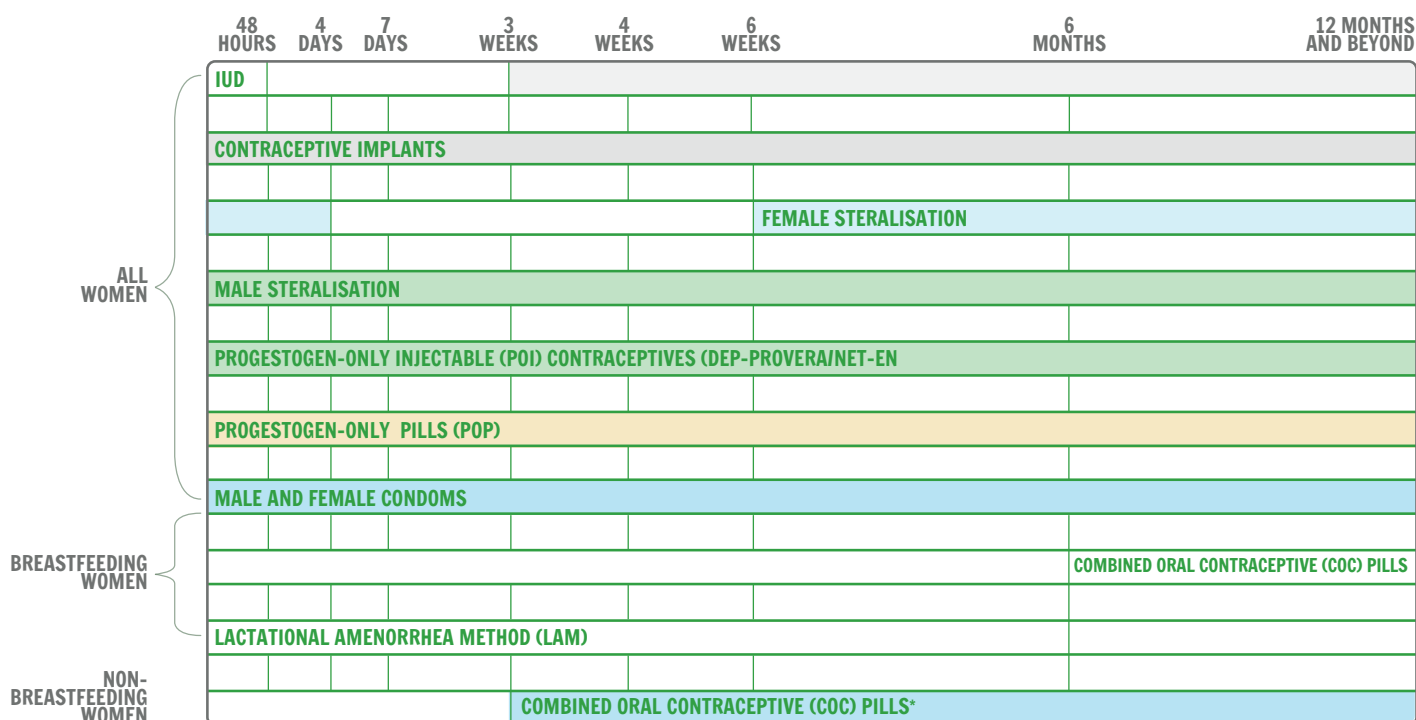 48 HOURS
4 DAYS
7 DAYS
3 WEEKS
4 WEEKS
6 WEEKS
6 MONTHS
12 MONTHS AND BEYOND
IUD
CONTRACEPTIVE IMPLANTS
FEMALE STERALISATION
ALL
WOMEN
MALE STERALISATION
PROGESTOGEN-ONLY INJECTABLE (POI) CONTRACEPTIVES (DEP-PROVERA/NET-EN
PROGESTOGEN-ONLY PILLS (POP)
MALE AND FEMALE CONDOMS
BREASTFEEDING
WOMEN
COMBINED ORAL CONTRACEPTIVE (COC) PILLS
LACTATIONAL AMENORRHEA METHOD (LAM)
NON-
BREASTFEEDING
WOMEN
COMBINED ORAL CONTRACEPTIVE (COC) PILLS*